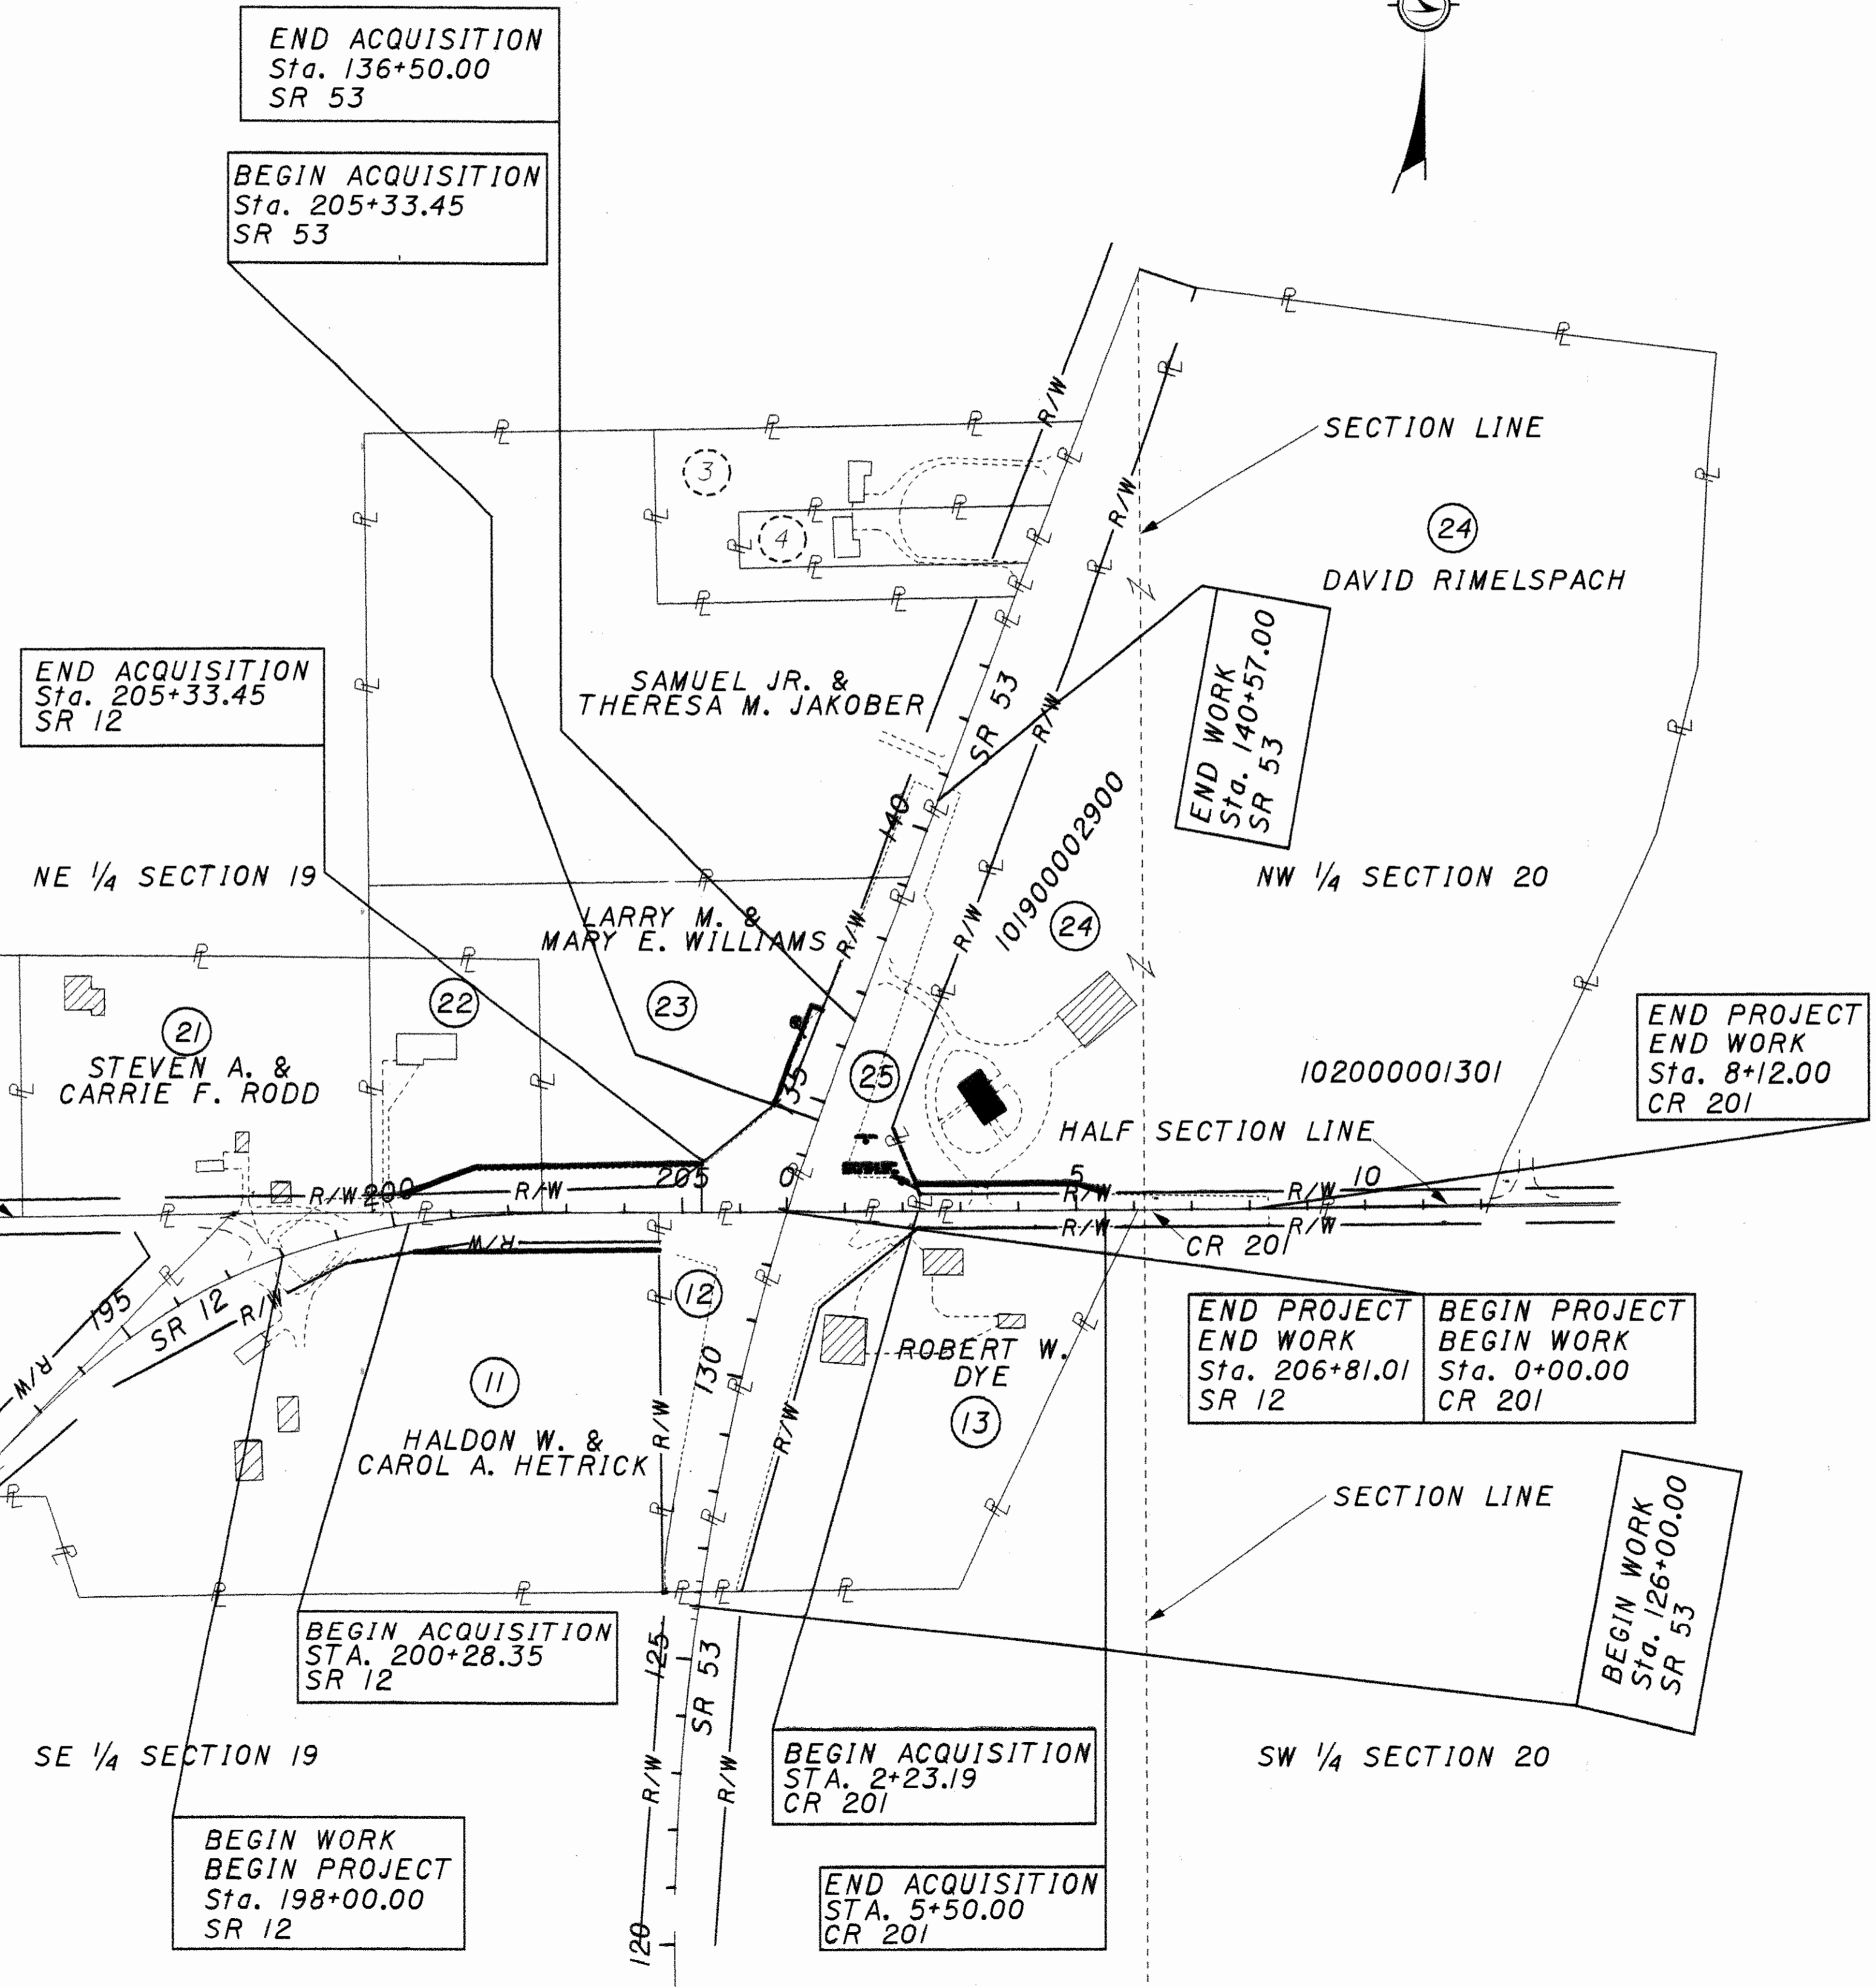 END ACQUISITION
Sta. 136+50.00
SR 53
BEGIN ACQUISITION
Sta. 205+33.45
SR 53
SECTION LINE
3
24
4
DAVID RIMELSPACH
R/W
R/W
END ACQUISITION
Sta. 205+33.45
SR 12
SAMUEL JR. &
THERESA M. JAKOBER
SR 53
R/W
END WORK
Sta. 140+57.00
SR 53
140
101900002900
NE 1/4 SECTION 19
NW 1/4 SECTION 20
LARRY M. &
MARY E. WILLIAMS
R/W
R/W
24
22
23
21
STEVEN A. &
CARRIE F. RODD
135
25
102000001301
END PROJECT
END WORK
Sta. 8+12.00
CR 201
HALF SECTION LINE
R/W
200
R/W
205
0
5
R/W
R/W
10
R/W
R/W
R/W
CR 201
195
SR 12
R/W
12
R/W
130
11
HALDON W. &
CAROL A. HETRICK
R/W
R/W
ROBERT W.
DYE
13
END PROJECT
END WORK
Sta. 206+81.01
SR 12
BEGIN PROJECT
BEGIN WORK
Sta. 0+00.00
CR 201
SECTION LINE
BEGIN WORK
Sta. 126+00.00
SR 53
BEGIN ACQUISITION
STA. 200+28.35
SR 12
125
SR 53
R/W
R/W
SE 1/4 SECTION 19
SW 1/4 SECTION 20
BEGIN ACQUISITION
STA. 2+23.19
CR 201
BEGIN WORK
BEGIN PROJECT
Sta. 198+00.00
SR 12
END ACQUISITION
STA. 5+50.00
CR 201
120